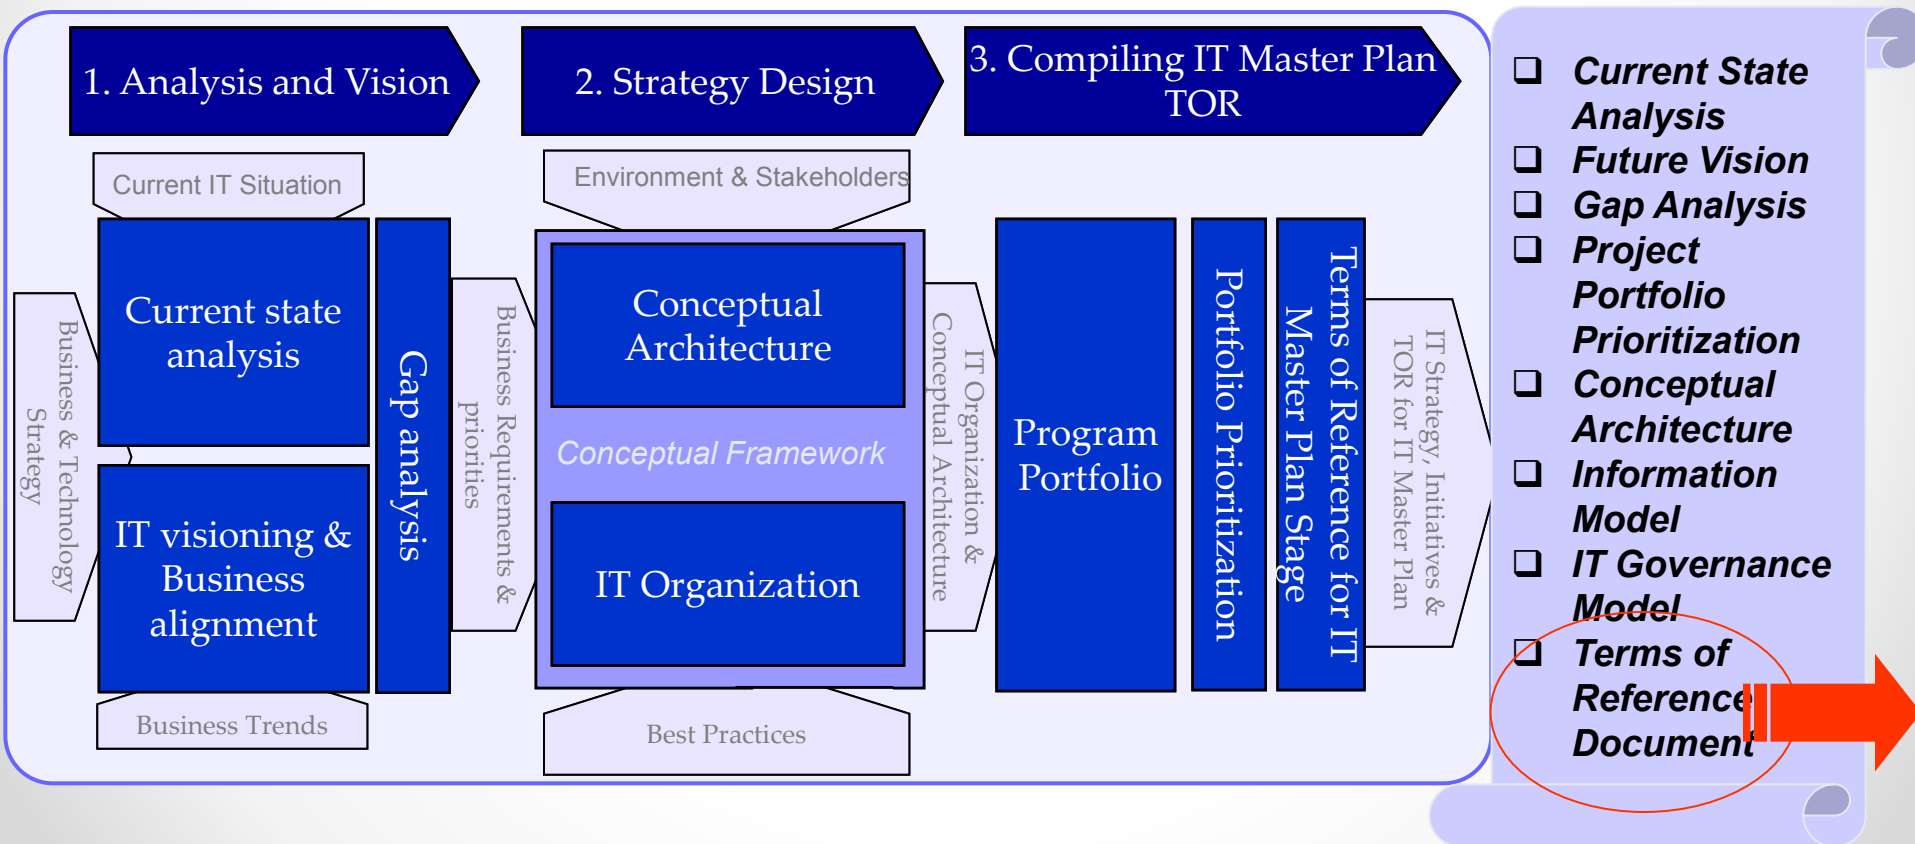 1. Analysis and Vision
2. Strategy Design
3. Compiling IT Master Plan
TOR
Current IT Situation
Environment & Stakeholders
Business & Technology
Strategy
Current state
analysis
IT visioning &
Business
alignment
Business Trends
Gap analysis
Business Requirements &
priorities
Conceptual
Architecture
Conceptual Framework
IT Organization
Best Practices
IT Organization &
Conceptual Architecture
Program
Portfolio
Portfolio Prioritization
Terms of Reference for IT
Master Plan Stage
IT Strategy, Initiatives &
TOR for IT Master Plan
❑ Current State
Analysis
❑ Future Vision
❑ Gap Analysis
❑ Project
Portfolio
Prioritization
❑ Conceptual
Architecture
❑ Information
Model
❑ IT Governance
Model
❑ Terms of
Reference
Document